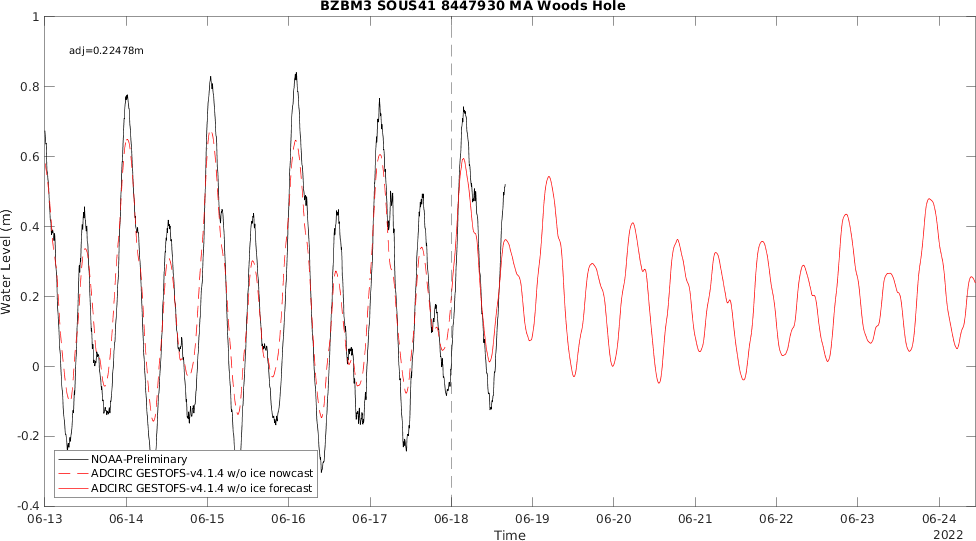 BZBM3 SOUS41 8447930 MA Woods Hole
adj=0.22478m
Water Level (m)
1
0.8
0.6
0.4
0.2
0
-0.2
-0.4
NOAA-Preliminary
ADCIRC GESTOFS-v4.1.4 w/o ice nowcast
ADCIRC GESTOFS-v4.1.4 w/o ice forecast
06-13 06-14 06-15 06-16 06-17 06-18 06-19 06-20 06-21 06-22 06-23 06-24
Time
2022